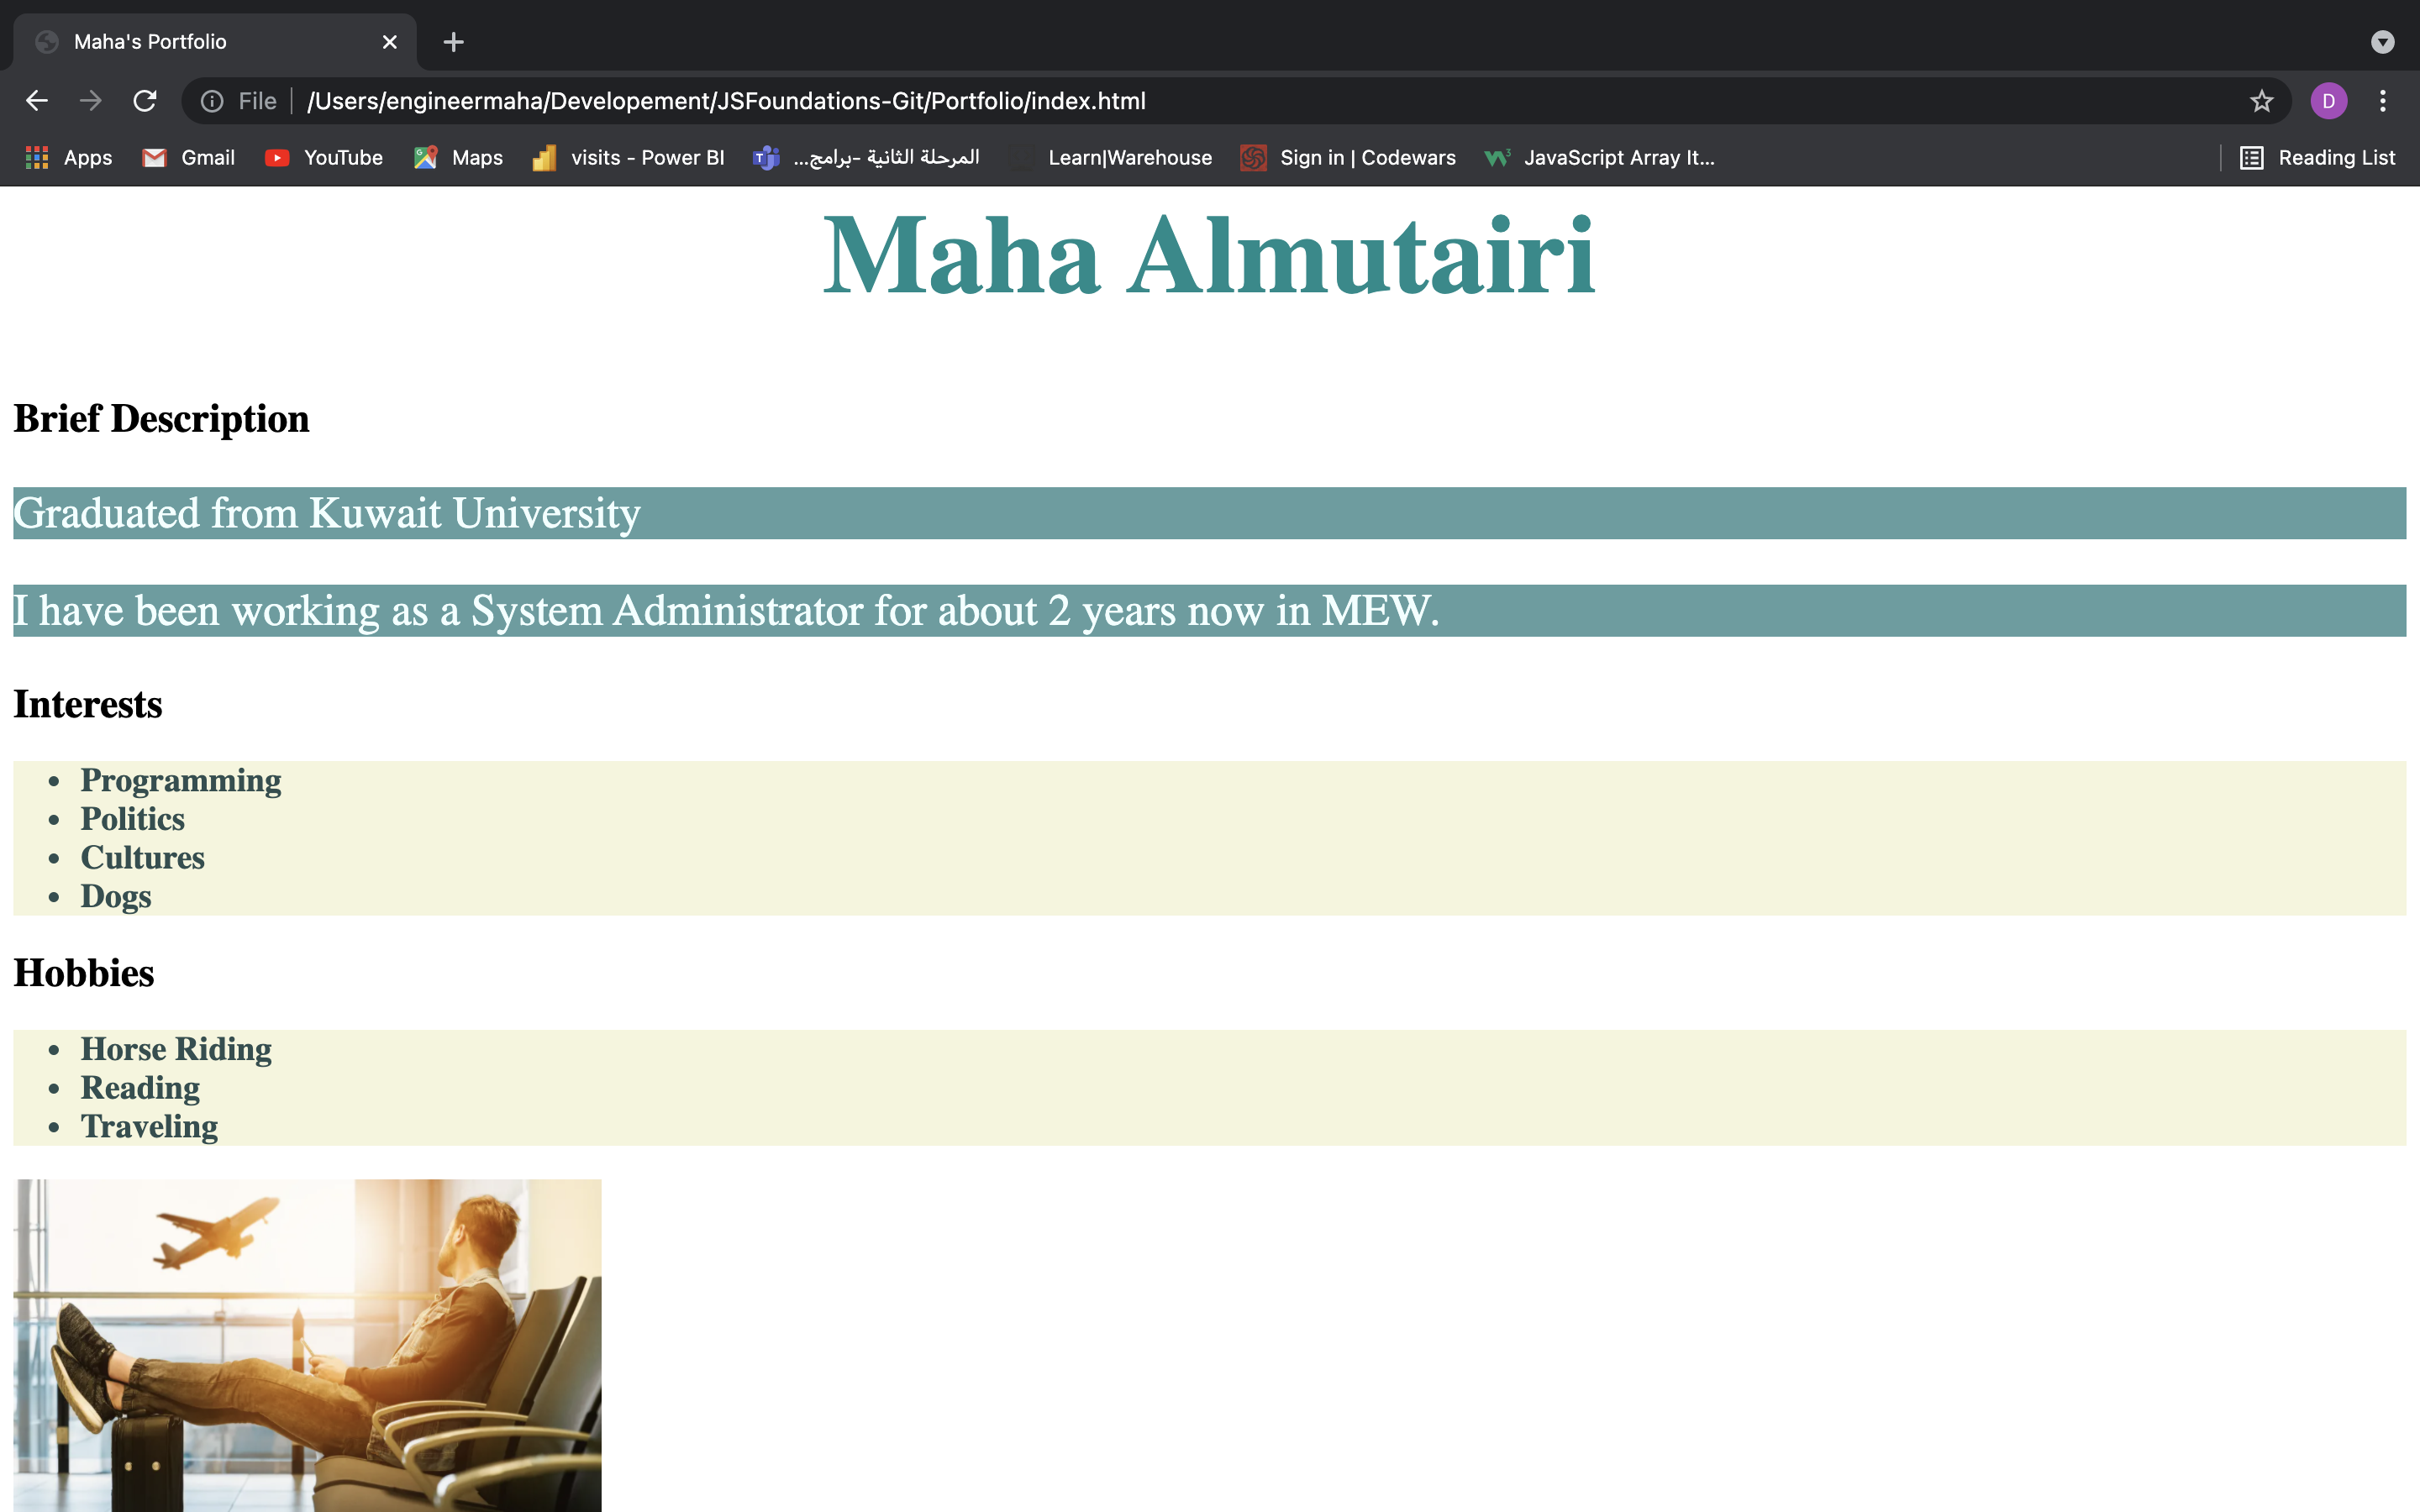 Maha's Portfolio
File /Users/engineermaha/Developement/JSFoundations-Git/Portfolio/index.html D
Apps Gmail YouTube Maps visits - Power BI المرحلة الثانية -برامج... Learn|Warehouse Sign in | Codewars JavaScript Array It... Reading List
Maha Almutairi
Brief Description
Graduated from Kuwait University
I have been working as a System Administrator for about 2 years now in MEW.
Interests
• Programming
• Politics
• Cultures
• Dogs
Hobbies
• Horse Riding
• Reading
• Traveling